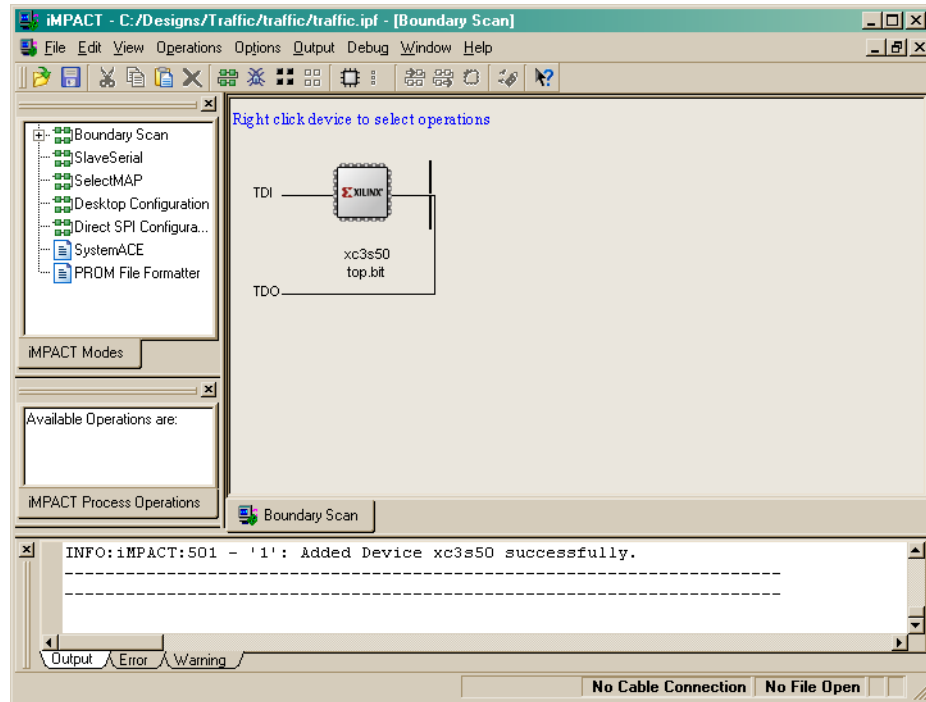 iMPACT - C:/Designs/Traffic/traffic/traffic.ipf - [Boundary Scan]
File Edit View Operations Options Output Debug Window Help
Boundary Scan
SlaveSerial
SelectMAP
Desktop Configuration
Direct SPI Configura...
SystemACE
PROM File Formatter
iMPACT Modes
Available Operations are:
iMPACT Process Operations
Right click device to select operations
TDI
XILINX
xc3s50
top.bit
TDO
Boundary Scan
INFO:iMPACT:501 - '1': Added Device xc3s50 successfully.
----------------------------------------------------------------------
----------------------------------------------------------------------
Output Error Warning
No Cable Connection No File Open